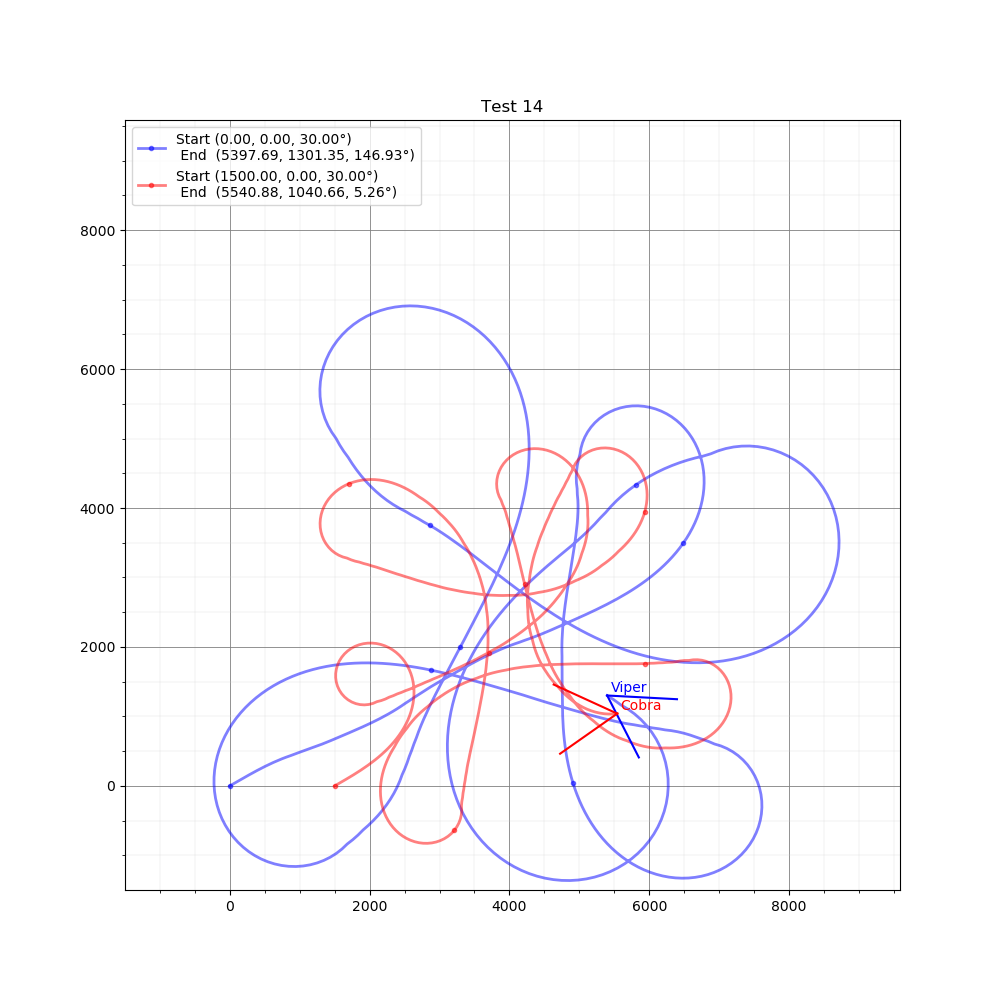 Test 14
Start (0.00, 0.00, 30.00°)
End (5397.69, 1301.35, 146.93°)
Start (1500.00, 0.00, 30.00°)
End (5540.88, 1040.66, 5.26°)
8000
6000
4000
2000
0
Viper
Cobra
0 2000 4000 6000 8000